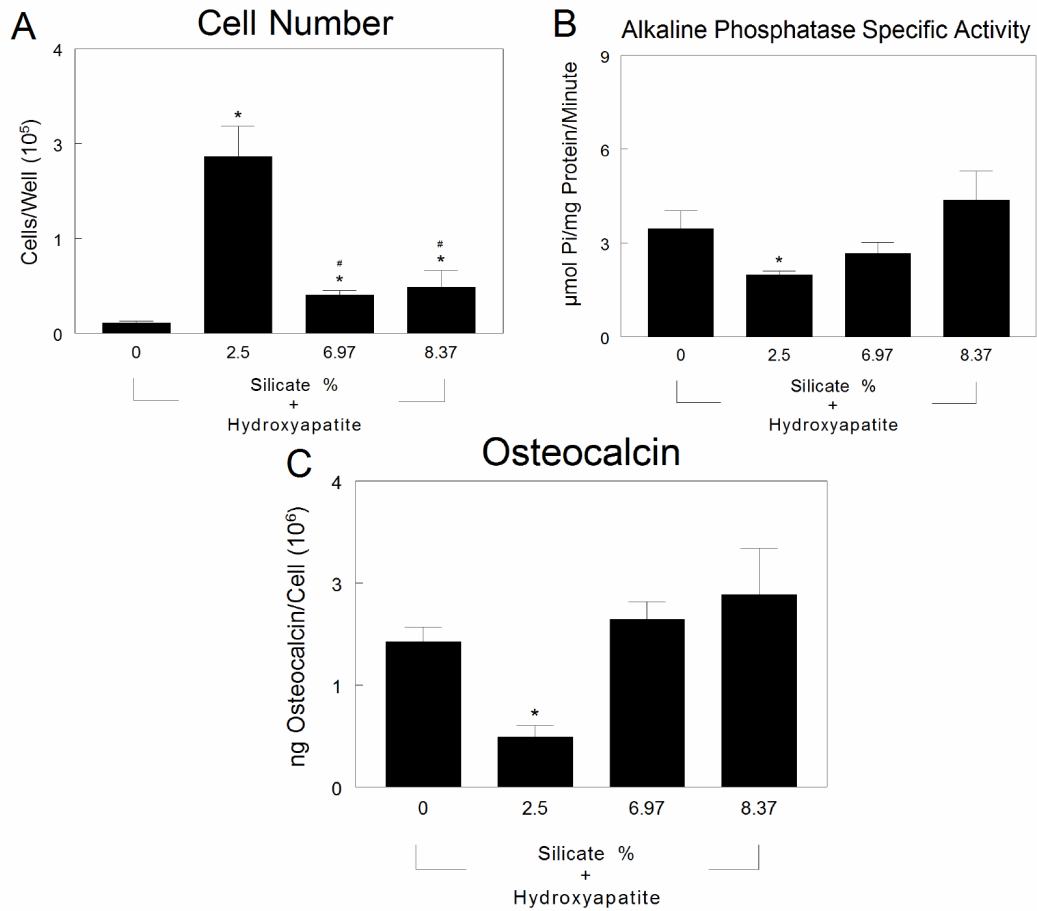 A
Cell Number
4
3
1
0
Cells/Well (10⁵)
*
# *
# *
0 2.5 6.97 8.37
Silicate %
+
Hydroxyapatite
B
Alkaline Phosphatase Specific Activity
9
6
3
0
µmol Pi/mg Protein/Minute
*
0 2.5 6.97 8.37
Silicate %
+
Hydroxyapatite
C
Osteocalcin
4
3
1
0
ng Osteocalcin/Cell (10⁶)
*
0 2.5 6.97 8.37
Silicate %
+
Hydroxyapatite